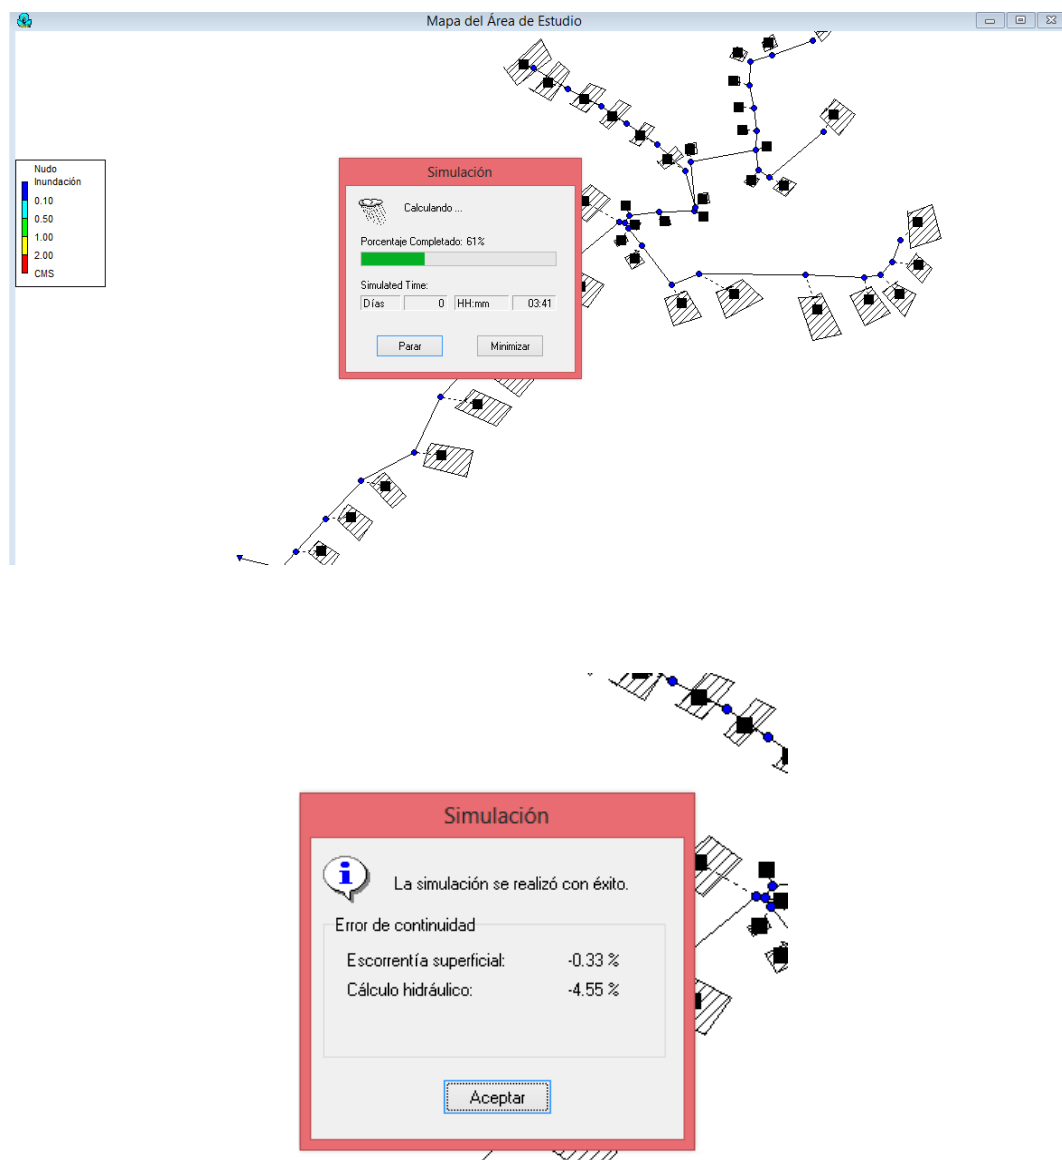 Mapa del Área de Estudio
Nudo
Inundación
0.10
0.50
1.00
2.00
CMS
Simulación
Calculando ...
Porcentaje Completado: 61%
Simulated Time:
Días 0 HH:mm 03:41
Parar Minimizar
Simulación
La simulación se realizó con éxito.
Error de continuidad
Escorrentía superficial: -0.33 %
Cálculo hidráulico: -4.55 %
Aceptar